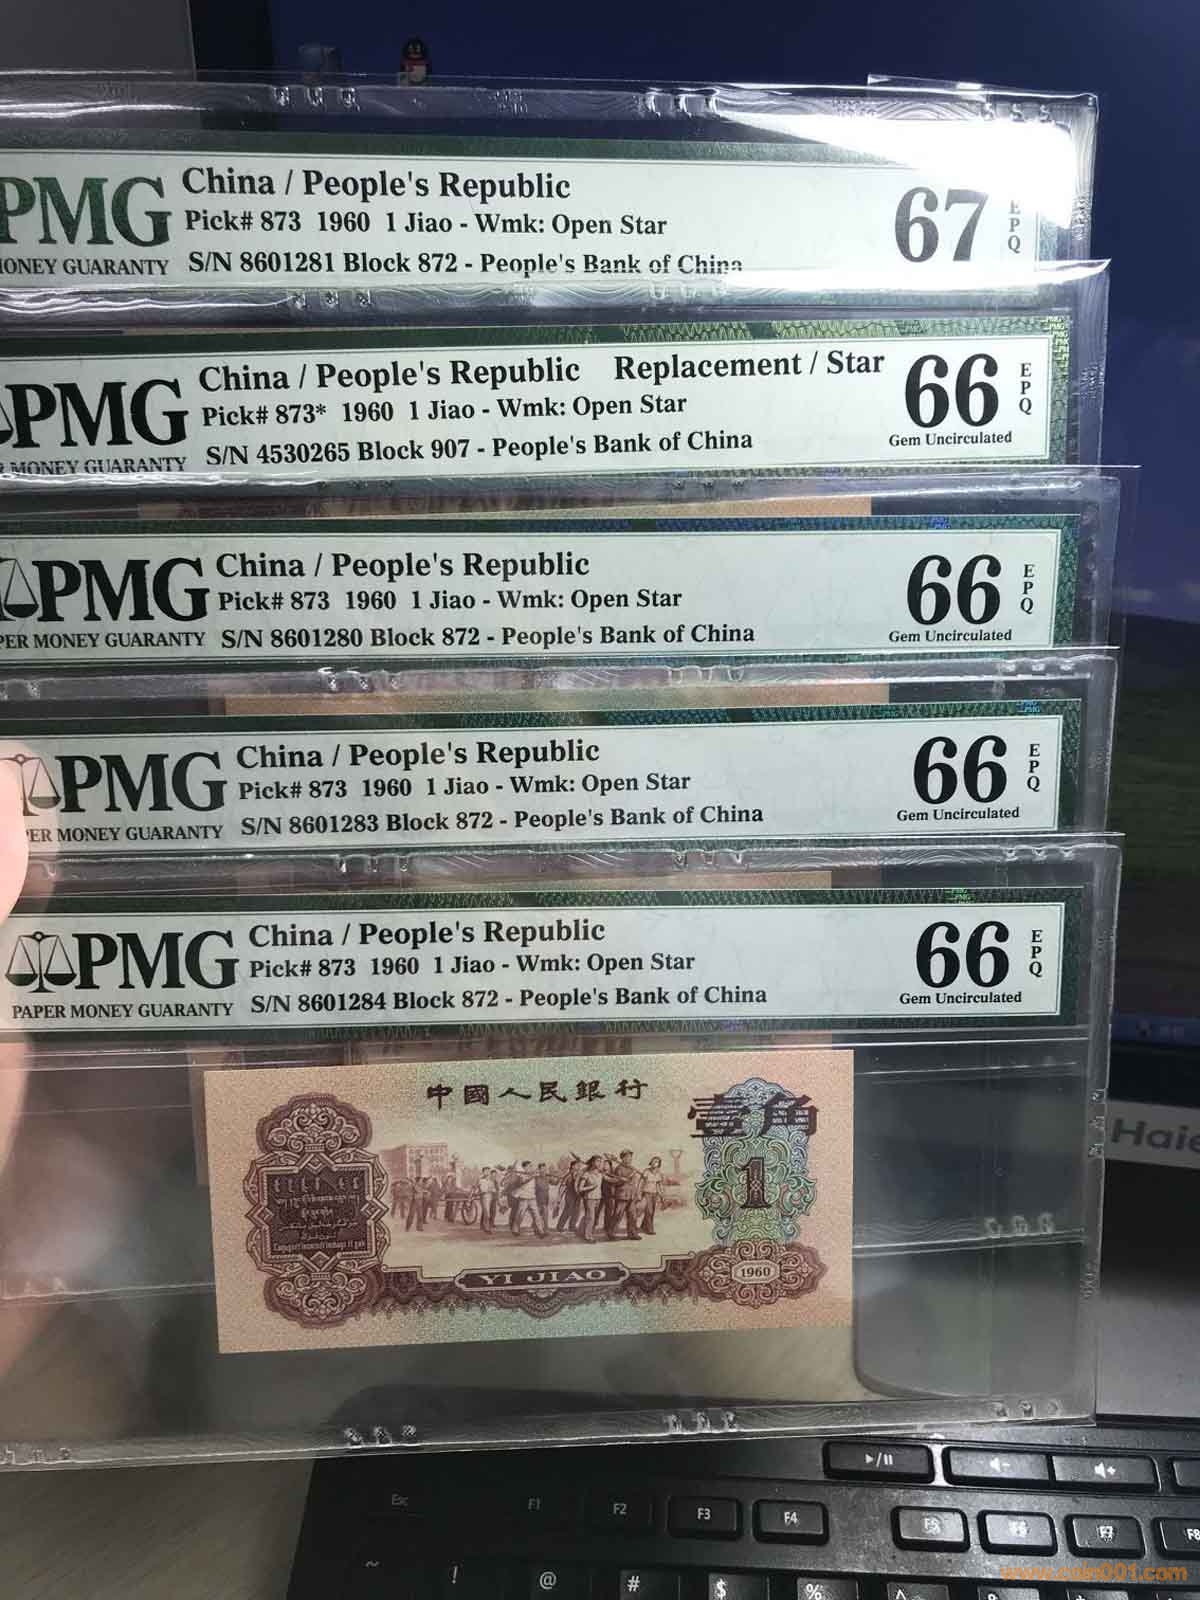 China / People's Republic
Pick# 873 1960 1 Jiao - Wmk: Open Star
S/N 8601281 Block 872 - People's Bank of China
PMG
MONEY GUARANTY
67
EPQ
China / People's Republic Replacement / Star
Pick# 873* 1960 1 Jiao - Wmk: Open Star
S/N 4530265 Block 907 - People's Bank of China
PMG
MONEY GUARANTY
66
EPQ
Gem Uncirculated
China / People's Republic
Pick# 873 1960 1 Jiao - Wmk: Open Star
S/N 8601280 Block 872 - People's Bank of China
PMG
PER MONEY GUARANTY
66
EPQ
Gem Uncirculated
China / People's Republic
Pick# 873 1960 1 Jiao - Wmk: Open Star
S/N 8601283 Block 872 - People's Bank of China
PMG
ER MONEY GUARANTY
66
EPQ
Gem Uncirculated
China / People's Republic
Pick# 873 1960 1 Jiao - Wmk: Open Star
S/N 8601284 Block 872 - People's Bank of China
PMG
PAPER MONEY GUARANTY
66
EPQ
Gem Uncirculated
中國人民銀行
壹角
1
YI JIAO
1960
Haie
Esc F1 F2 F3 F4 F5 F6 F7 F8
~ ! @ # $ % ^ &
www.coin001.com